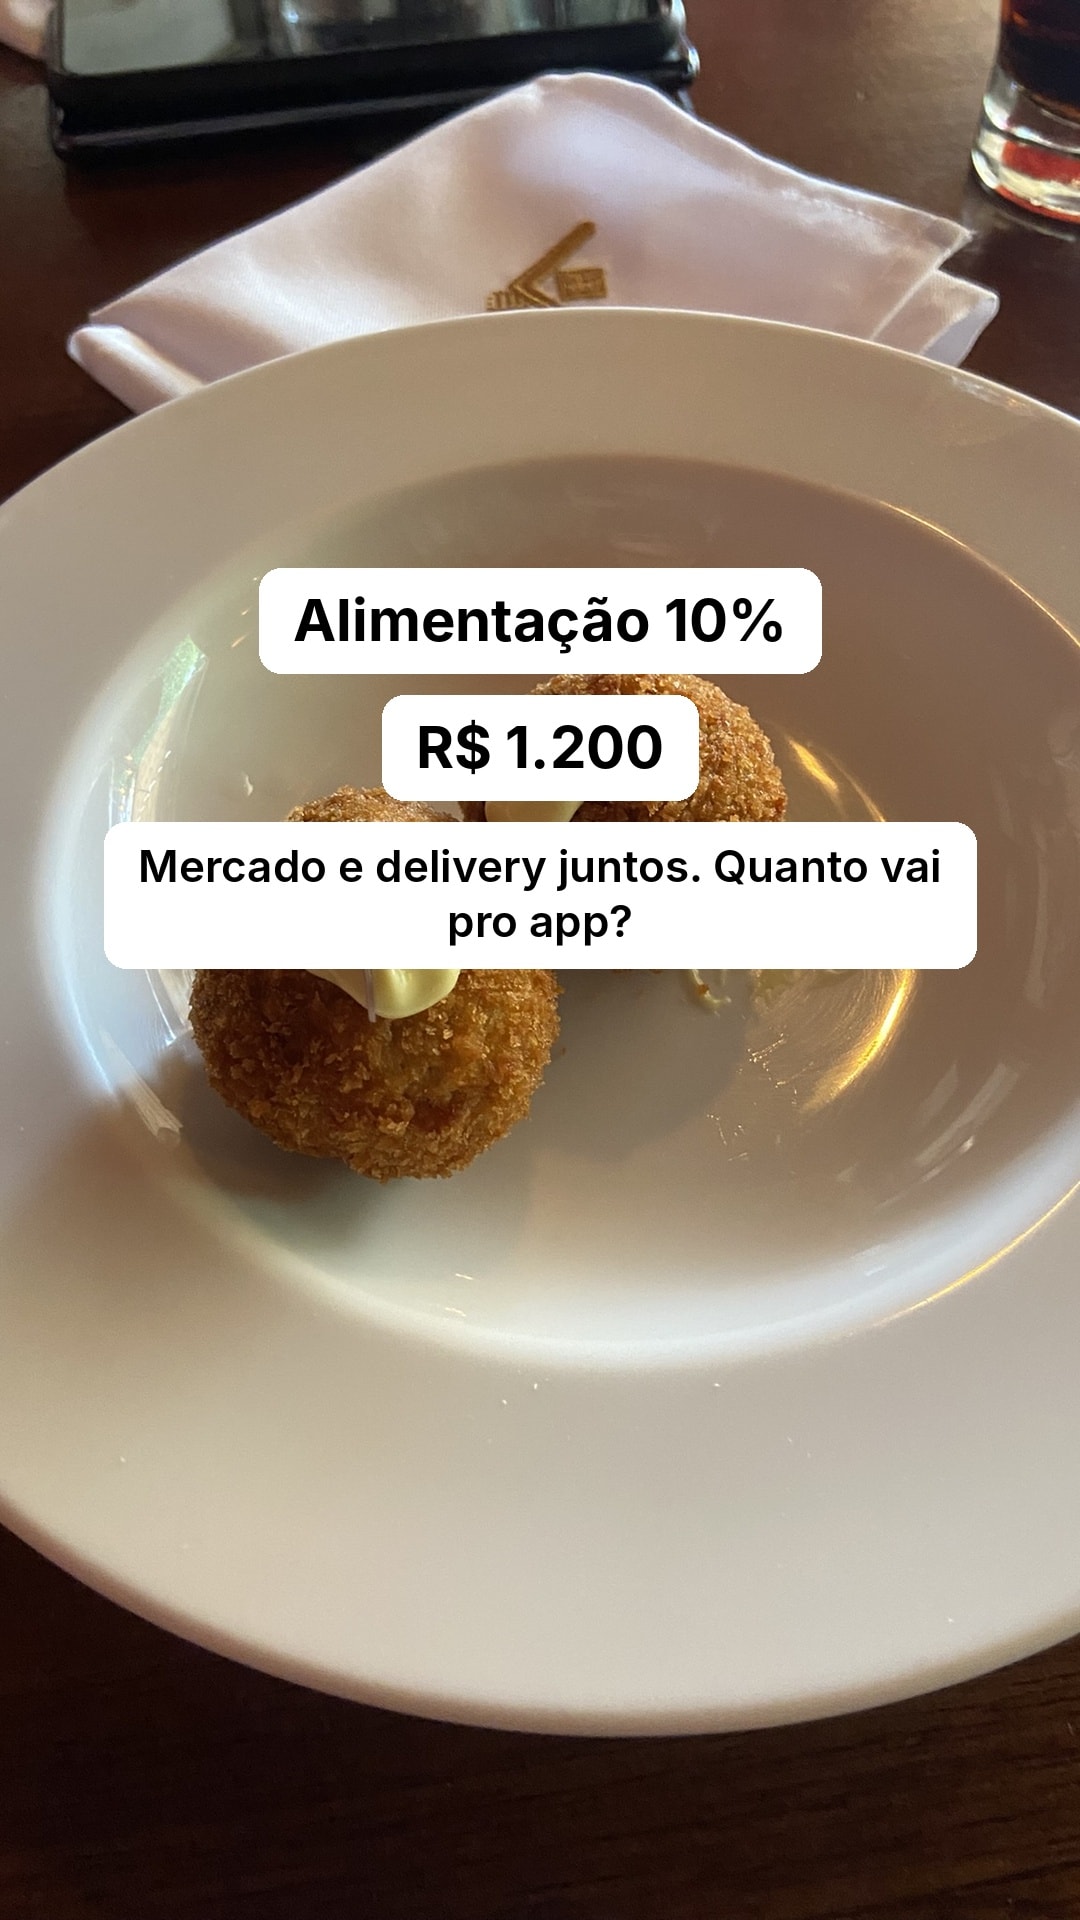 Alimentação 10%
R$ 1.200
Mercado e delivery juntos. Quanto vai
pro app?